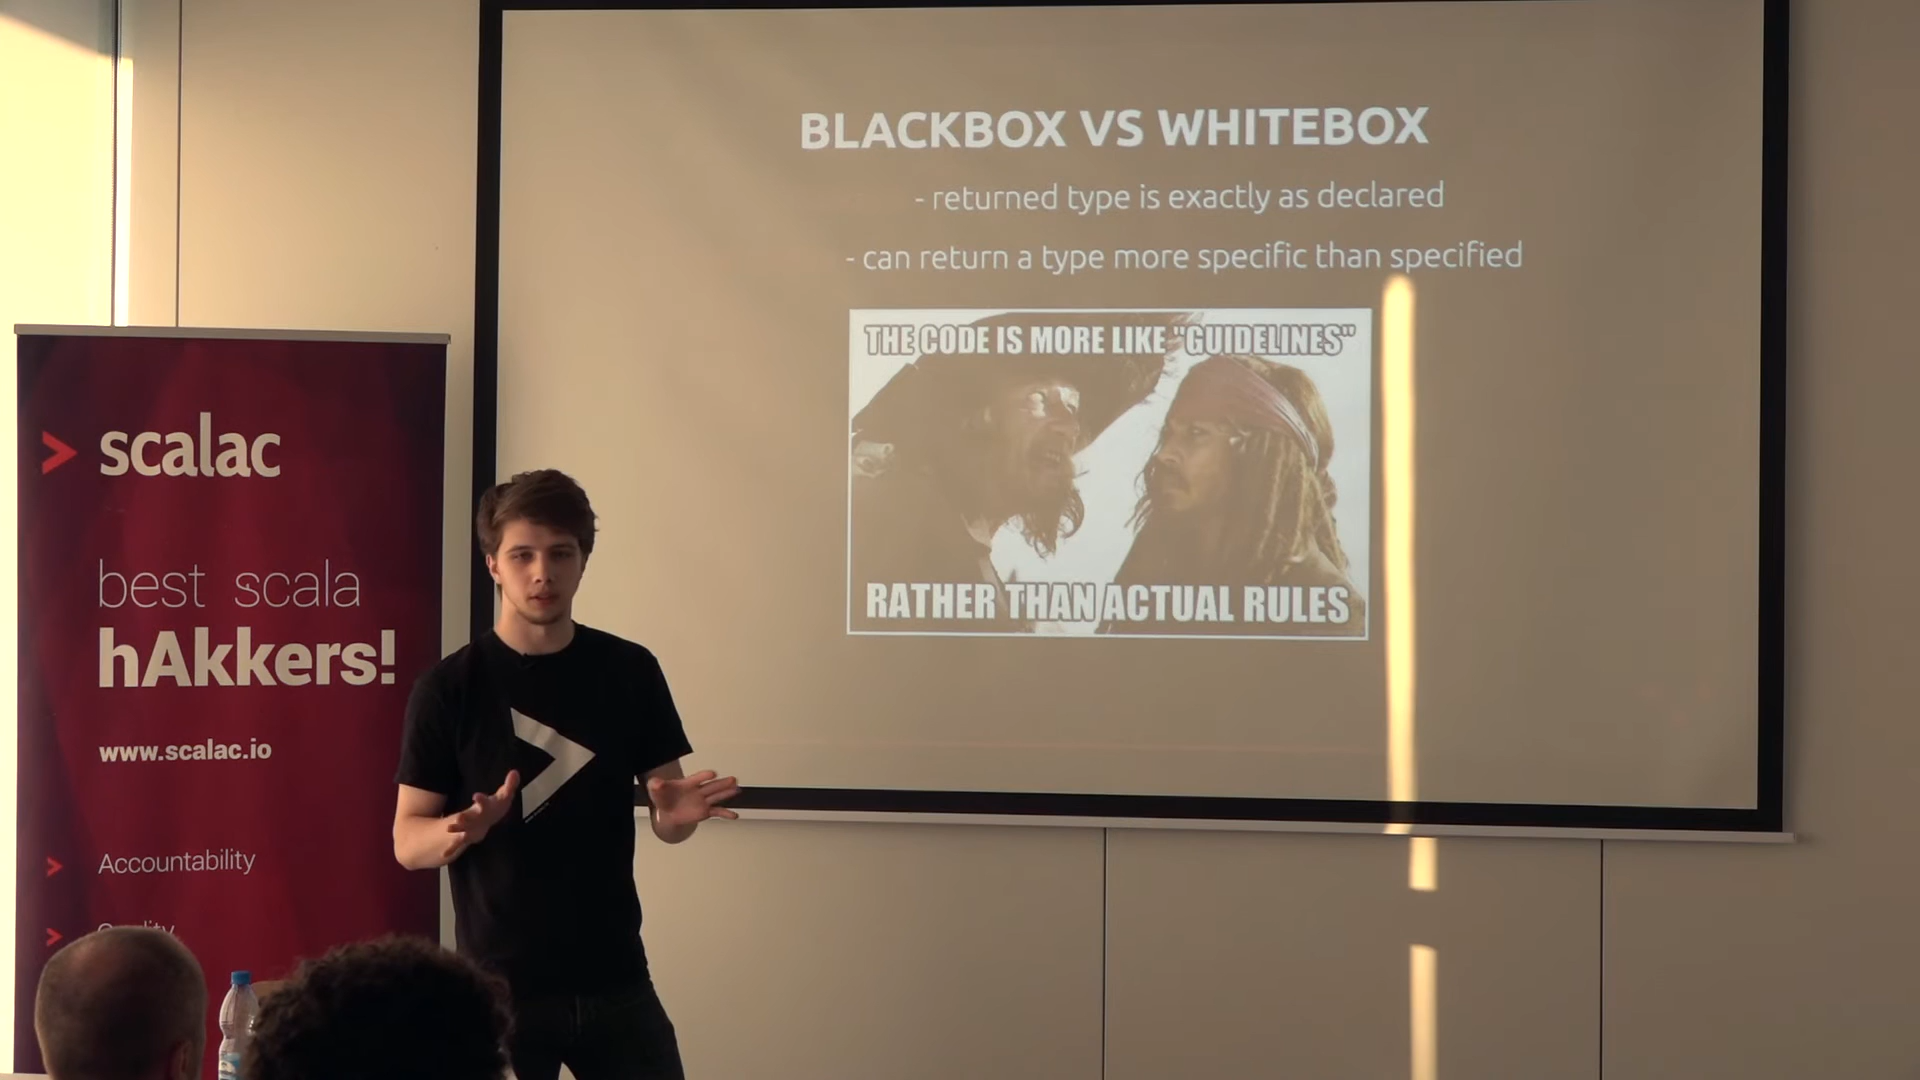 BLACKBOX VS WHITEBOX
- returned type is exactly as declared
- can return a type more specific than specified
THE CODE IS MORE LIKE "GUIDELINES"
RATHER THAN ACTUAL RULES
scalac
best scala
hAkkers!
www.scalac.io
Accountability
Quality